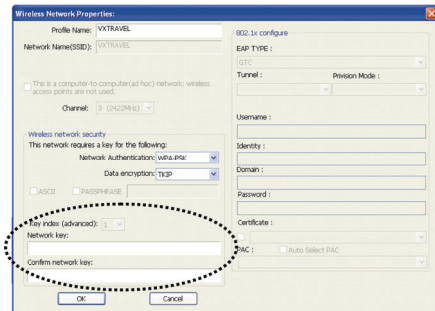 Wireless Network Properties:
Profile Name: VXTRAVEL
Network Name(SSID): VXTRAVEL
This is a computer-to-computer(ad hoc) network; wireless
access points are not used.
Channel: 3 (2422MHz)
Wireless network security
This network requires a key for the following:
Network Authentication: WPA-PSK
Data encryption: TKIP
ASCII PASSPHRASE
Key index (advanced): 1
Network key:
Confirm network key:
OK Cancel
802.1x configure
EAP TYPE :
GTC
Tunnel : Privision Mode :
Username :
Identity :
Domain :
Password :
Certificate :
PAC : Auto Select PAC